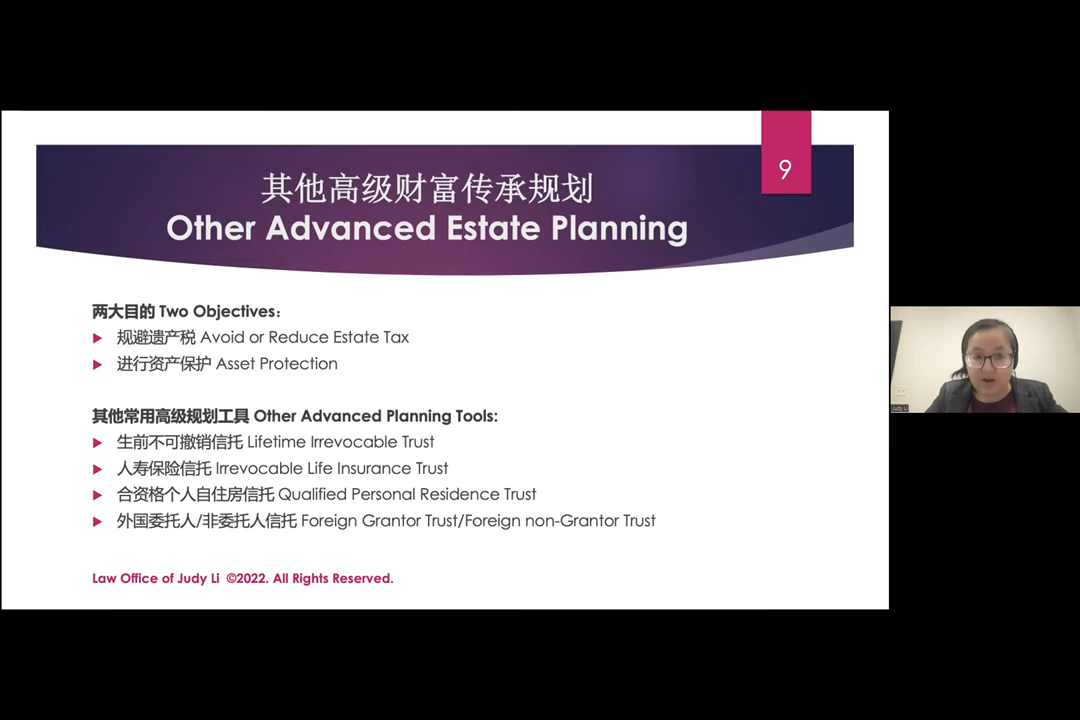 9
其他高级财富传承规划
Other Advanced Estate Planning
两大目的 Two Objectives:
规避遗产税 Avoid or Reduce Estate Tax
进行资产保护 Asset Protection
其他常用高级规划工具 Other Advanced Planning Tools:
生前不可撤销信托 Lifetime Irrevocable Trust
人寿保险信托 Irrevocable Life Insurance Trust
合资格个人自住房信托 Qualified Personal Residence Trust
外国委托人/非委托人信托 Foreign Grantor Trust/Foreign non-Grantor Trust
Law Office of Judy Li ©2022. All Rights Reserved.
Judy Li